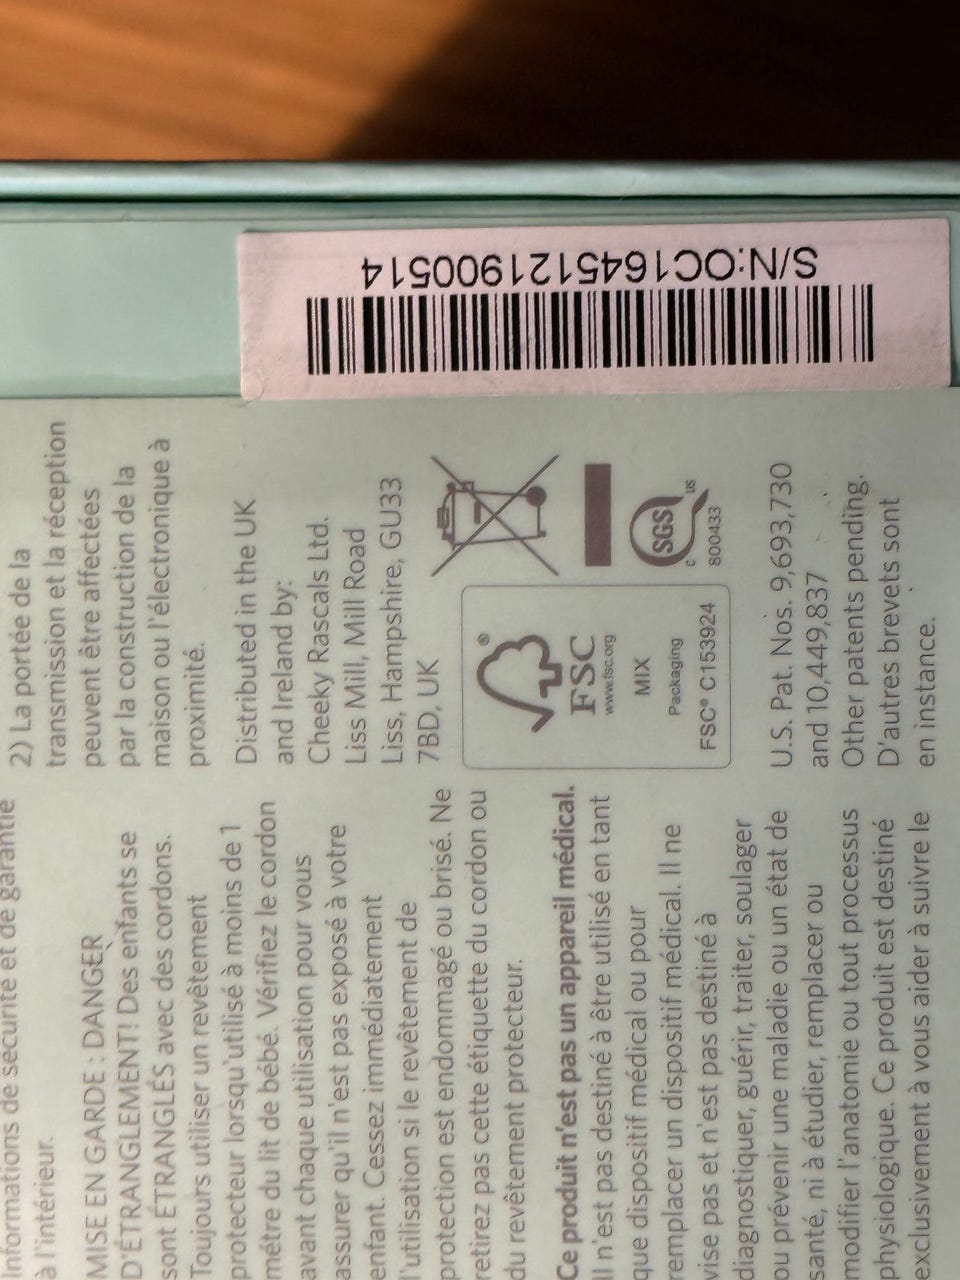 informations de sécurité et de garantie
à l'intérieur.
MISE EN GARDE : DANGER
D'ÉTRANGLEMENT! Des enfants se
sont ÉTRANGLÉS avec des cordons.
Toujours utiliser un revêtement
protecteur lorsqu'utilisé à moins de 1
mètre du lit de bébé. Vérifiez le cordon
avant chaque utilisation pour vous
assurer qu'il n'est pas exposé à votre
enfant. Cessez immédiatement
l'utilisation si le revêtement de
protection est endommagé ou brisé. Ne
retirez pas cette étiquette du cordon ou
du revêtement protecteur.
Ce produit n'est pas un appareil médical.
Il n'est pas destiné à être utilisé en tant
que dispositif médical ou pour
remplacer un dispositif médical. Il ne
vise pas et n'est pas destiné à
diagnostiquer, guérir, traiter, soulager
ou prévenir une maladie ou un état de
santé, ni à étudier, remplacer ou
modifier l'anatomie ou tout processus
physiologique. Ce produit est destiné
exclusivement à vous aider à suivre le
2) La portée de la
transmission et la réception
peuvent être affectées
par la construction de la
maison ou l'électronique à
proximité.
Distributed in the UK
and Ireland by:
Cheeky Rascals Ltd.
Liss Mill, Mill Road
Liss, Hampshire, GU33
7BD, UK
®
FSC
www.fsc.org
MIX
Packaging
FSC® C153924
SGS
C US
800433
U.S. Pat. Nos. 9,693,730
and 10,449,837
Other patents pending.
D'autres brevets sont
en instance.
S/N:OC1645121900514